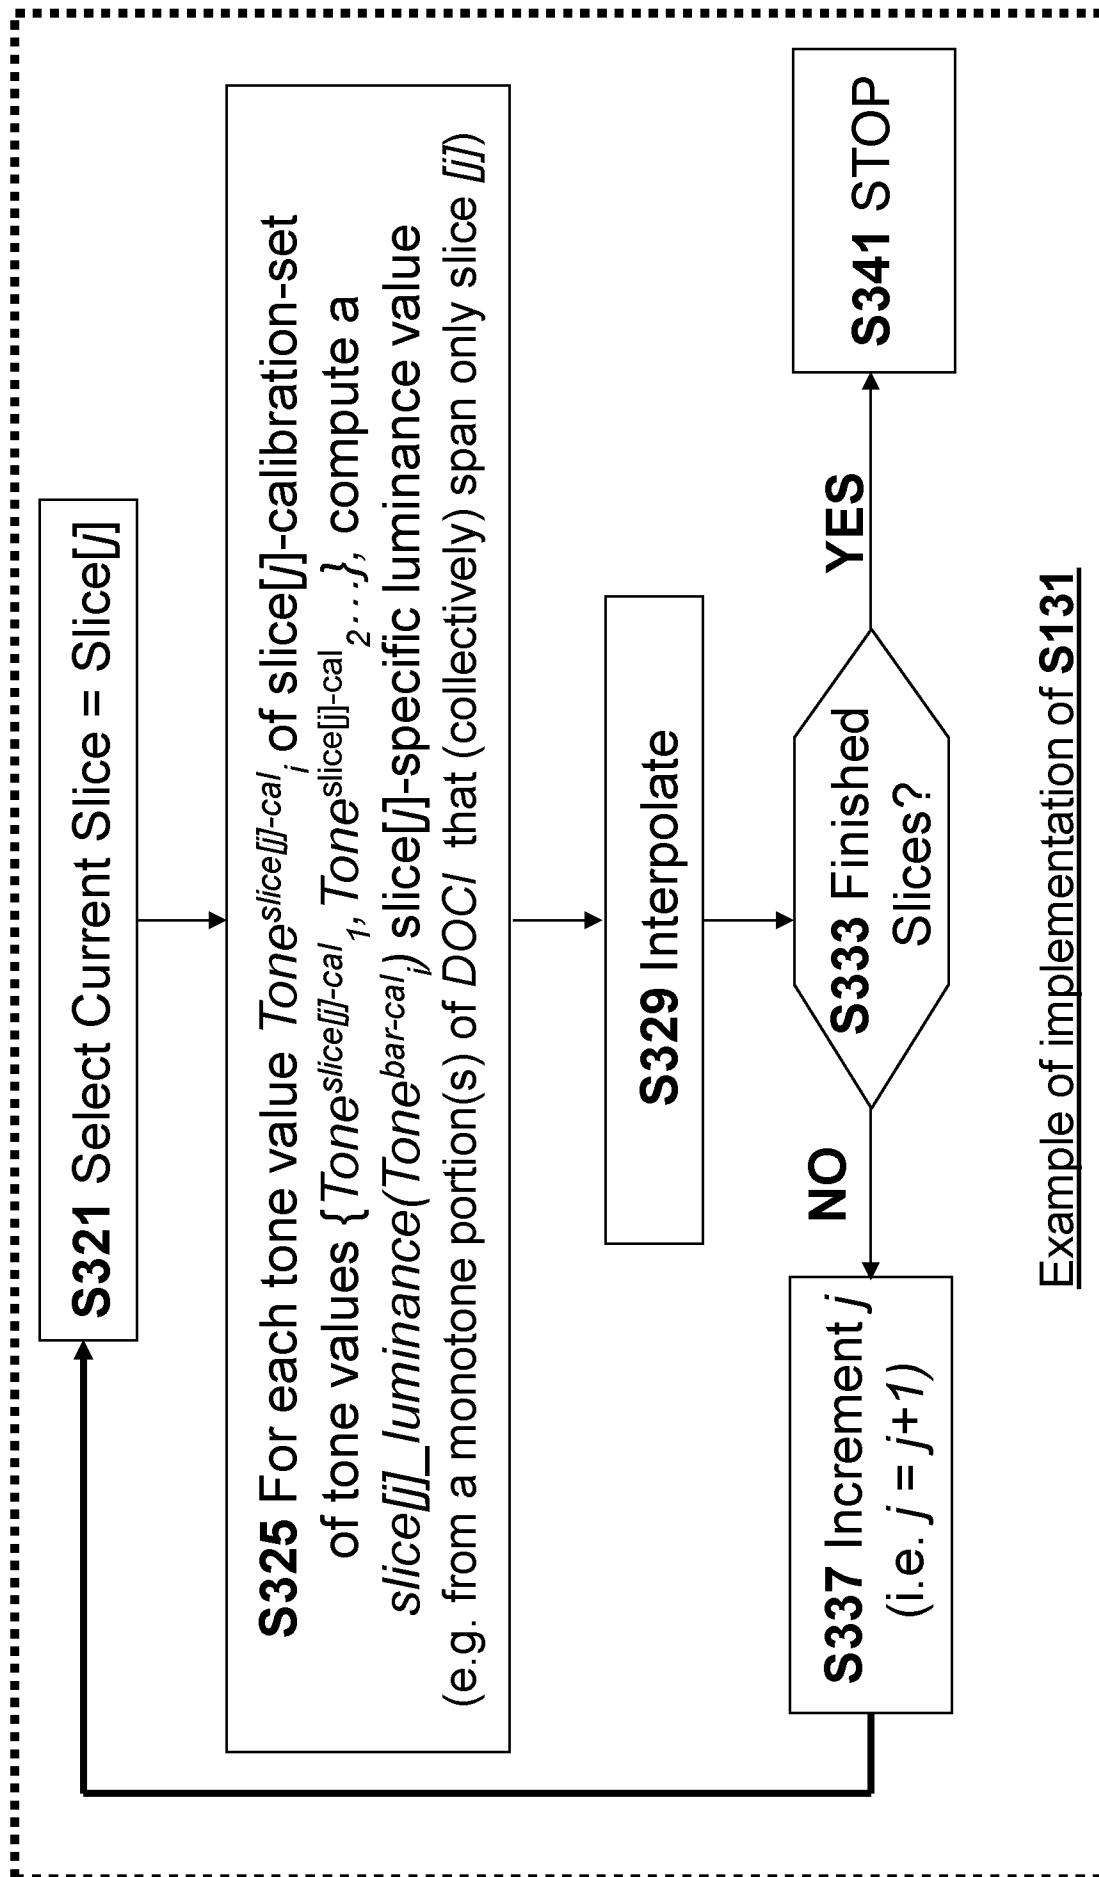 S321 Select Current Slice = Slice[j]
S325 For each tone value Tone^slice[j]-cal_i of slice[j]-calibration-set
of tone values {Tone^slice[j]-cal_1, Tone^slice[j]-cal_2...}, compute a
slice[j]_luminance(Tone^bar-cal_i) slice[j]-specific luminance value
(e.g. from a monotone portion(s) of DOCI that (collectively) span only slice [j])
S329 Interpolate
S333 Finished
Slices?
NO
YES
S337 Increment j
(i.e. j = j+1)
S341 STOP
Example of implementation of S131